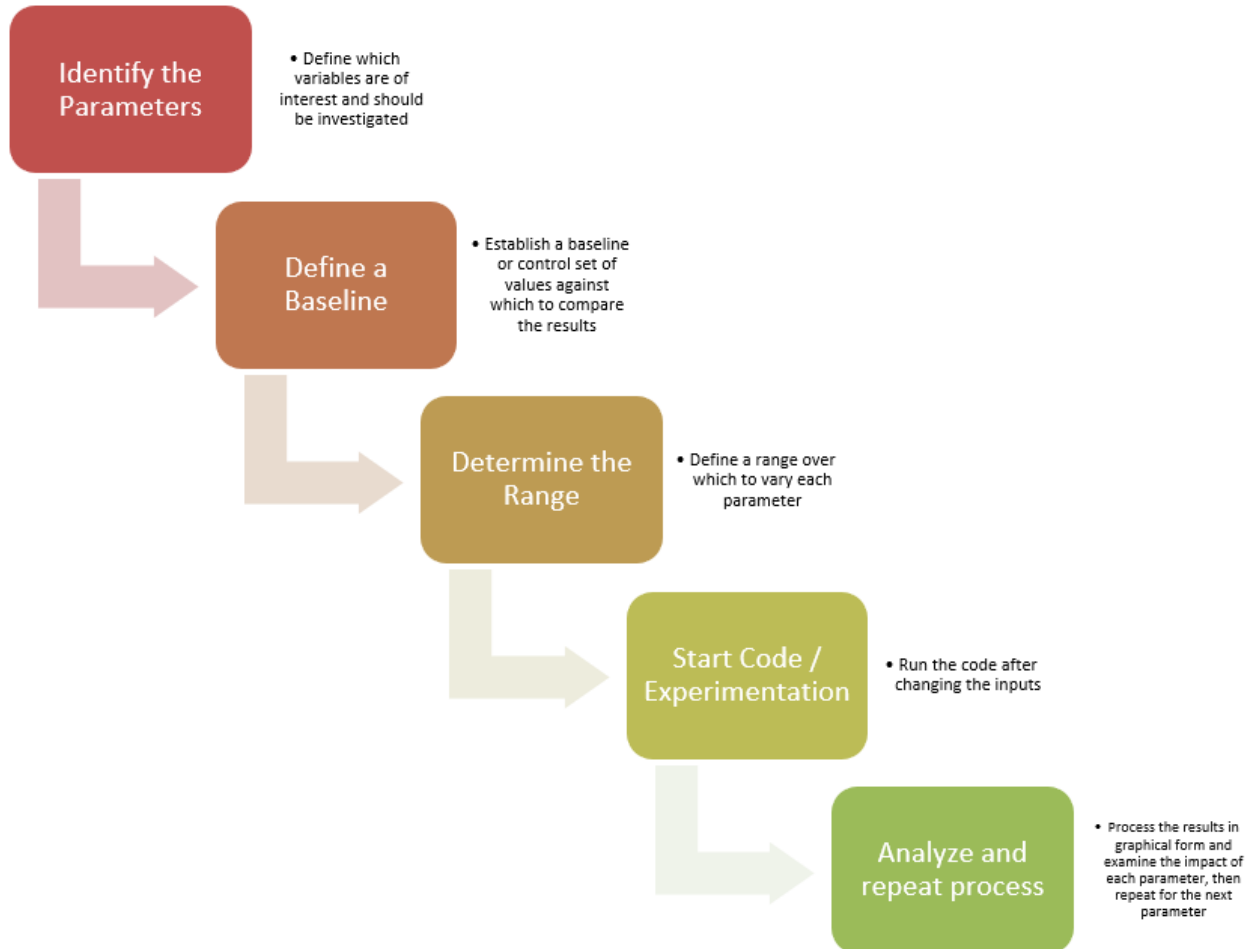 Identify the
Parameters
• Define which
variables are of
interest and should
be investigated
Define a
Baseline
• Establish a baseline
or control set of
values against
which to compare
the results
Determine the
Range
• Define a range over
which to vary each
parameter
Start Code /
Experimentation
• Run the code after
changing the inputs
Analyze and
repeat process
• Process the results in
graphical form and
examine the impact of
each parameter, then
repeat for the next
parameter